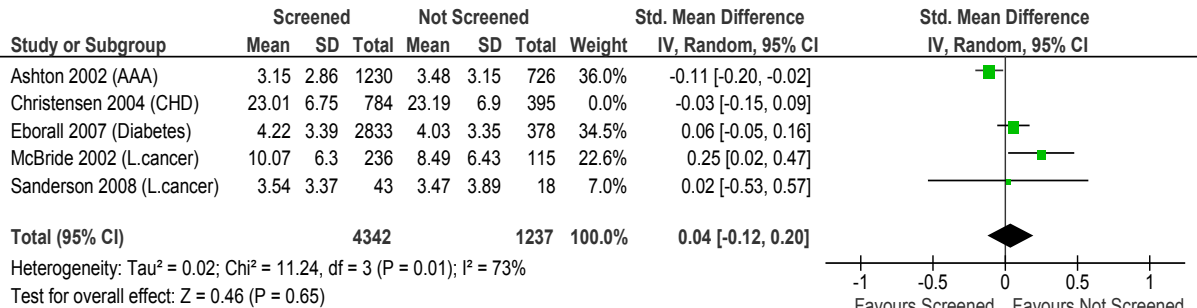 Screened Not Screened Std. Mean Difference Std. Mean Difference
Study or Subgroup Mean SD Total Mean SD Total Weight IV, Random, 95% CI IV, Random, 95% CI
Ashton 2002 (AAA) 3.15 2.86 1230 3.48 3.15 726 36.0% -0.11 [-0.20, -0.02]
Christensen 2004 (CHD) 23.01 6.75 784 23.19 6.9 395 0.0% -0.03 [-0.15, 0.09]
Eborall 2007 (Diabetes) 4.22 3.39 2833 4.03 3.35 378 34.5% 0.06 [-0.05, 0.16]
McBride 2002 (L.cancer) 10.07 6.3 236 8.49 6.43 115 22.6% 0.25 [0.02, 0.47]
Sanderson 2008 (L.cancer) 3.54 3.37 43 3.47 3.89 18 7.0% 0.02 [-0.53, 0.57]
Total (95% CI) 4342 1237 100.0% 0.04 [-0.12, 0.20]
Heterogeneity: Tau² = 0.02; Chi² = 11.24, df = 3 (P = 0.01); I² = 73%
Test for overall effect: Z = 0.46 (P = 0.65)
-1 -0.5 0 0.5 1
Favours Screened Favours Not Screened